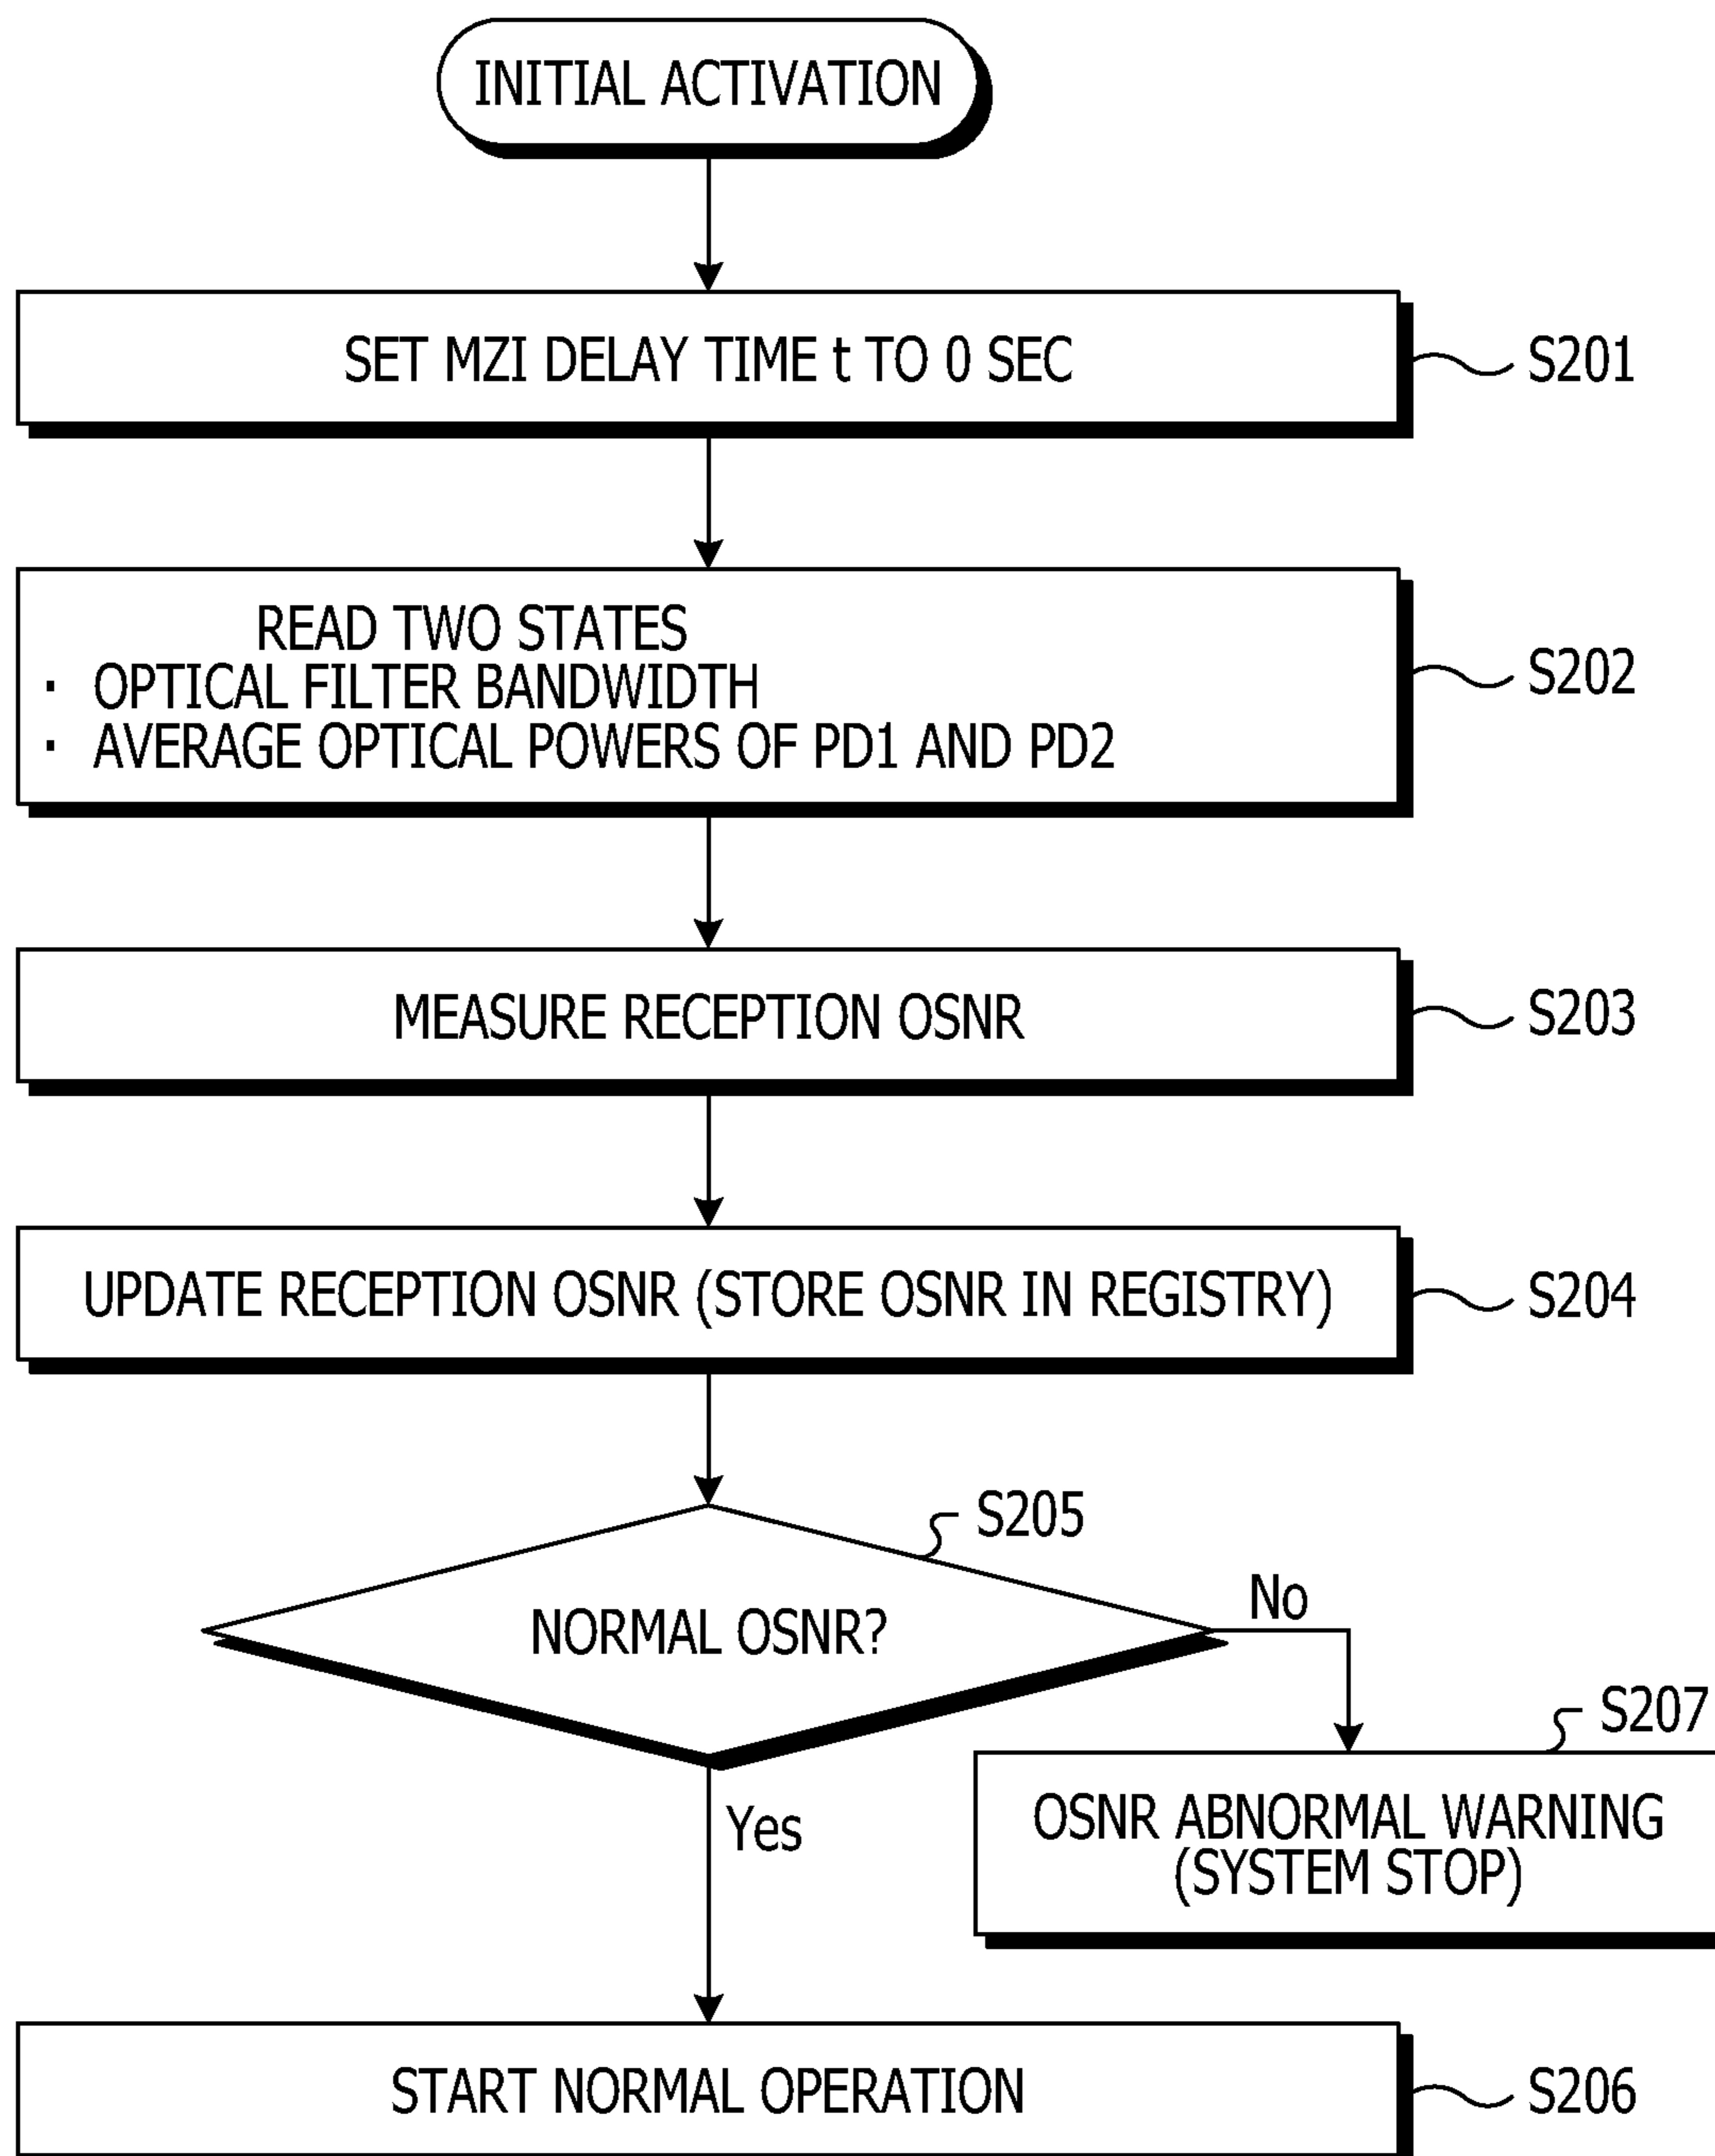 INITIAL ACTIVATION
SET MZI DELAY TIME t TO 0 SEC
S201
READ TWO STATES
· OPTICAL FILTER BANDWIDTH
· AVERAGE OPTICAL POWERS OF PD1 AND PD2
S202
MEASURE RECEPTION OSNR
S203
UPDATE RECEPTION OSNR (STORE OSNR IN REGISTRY)
S204
S205
NORMAL OSNR?
No
S207
OSNR ABNORMAL WARNING
(SYSTEM STOP)
Yes
START NORMAL OPERATION
S206